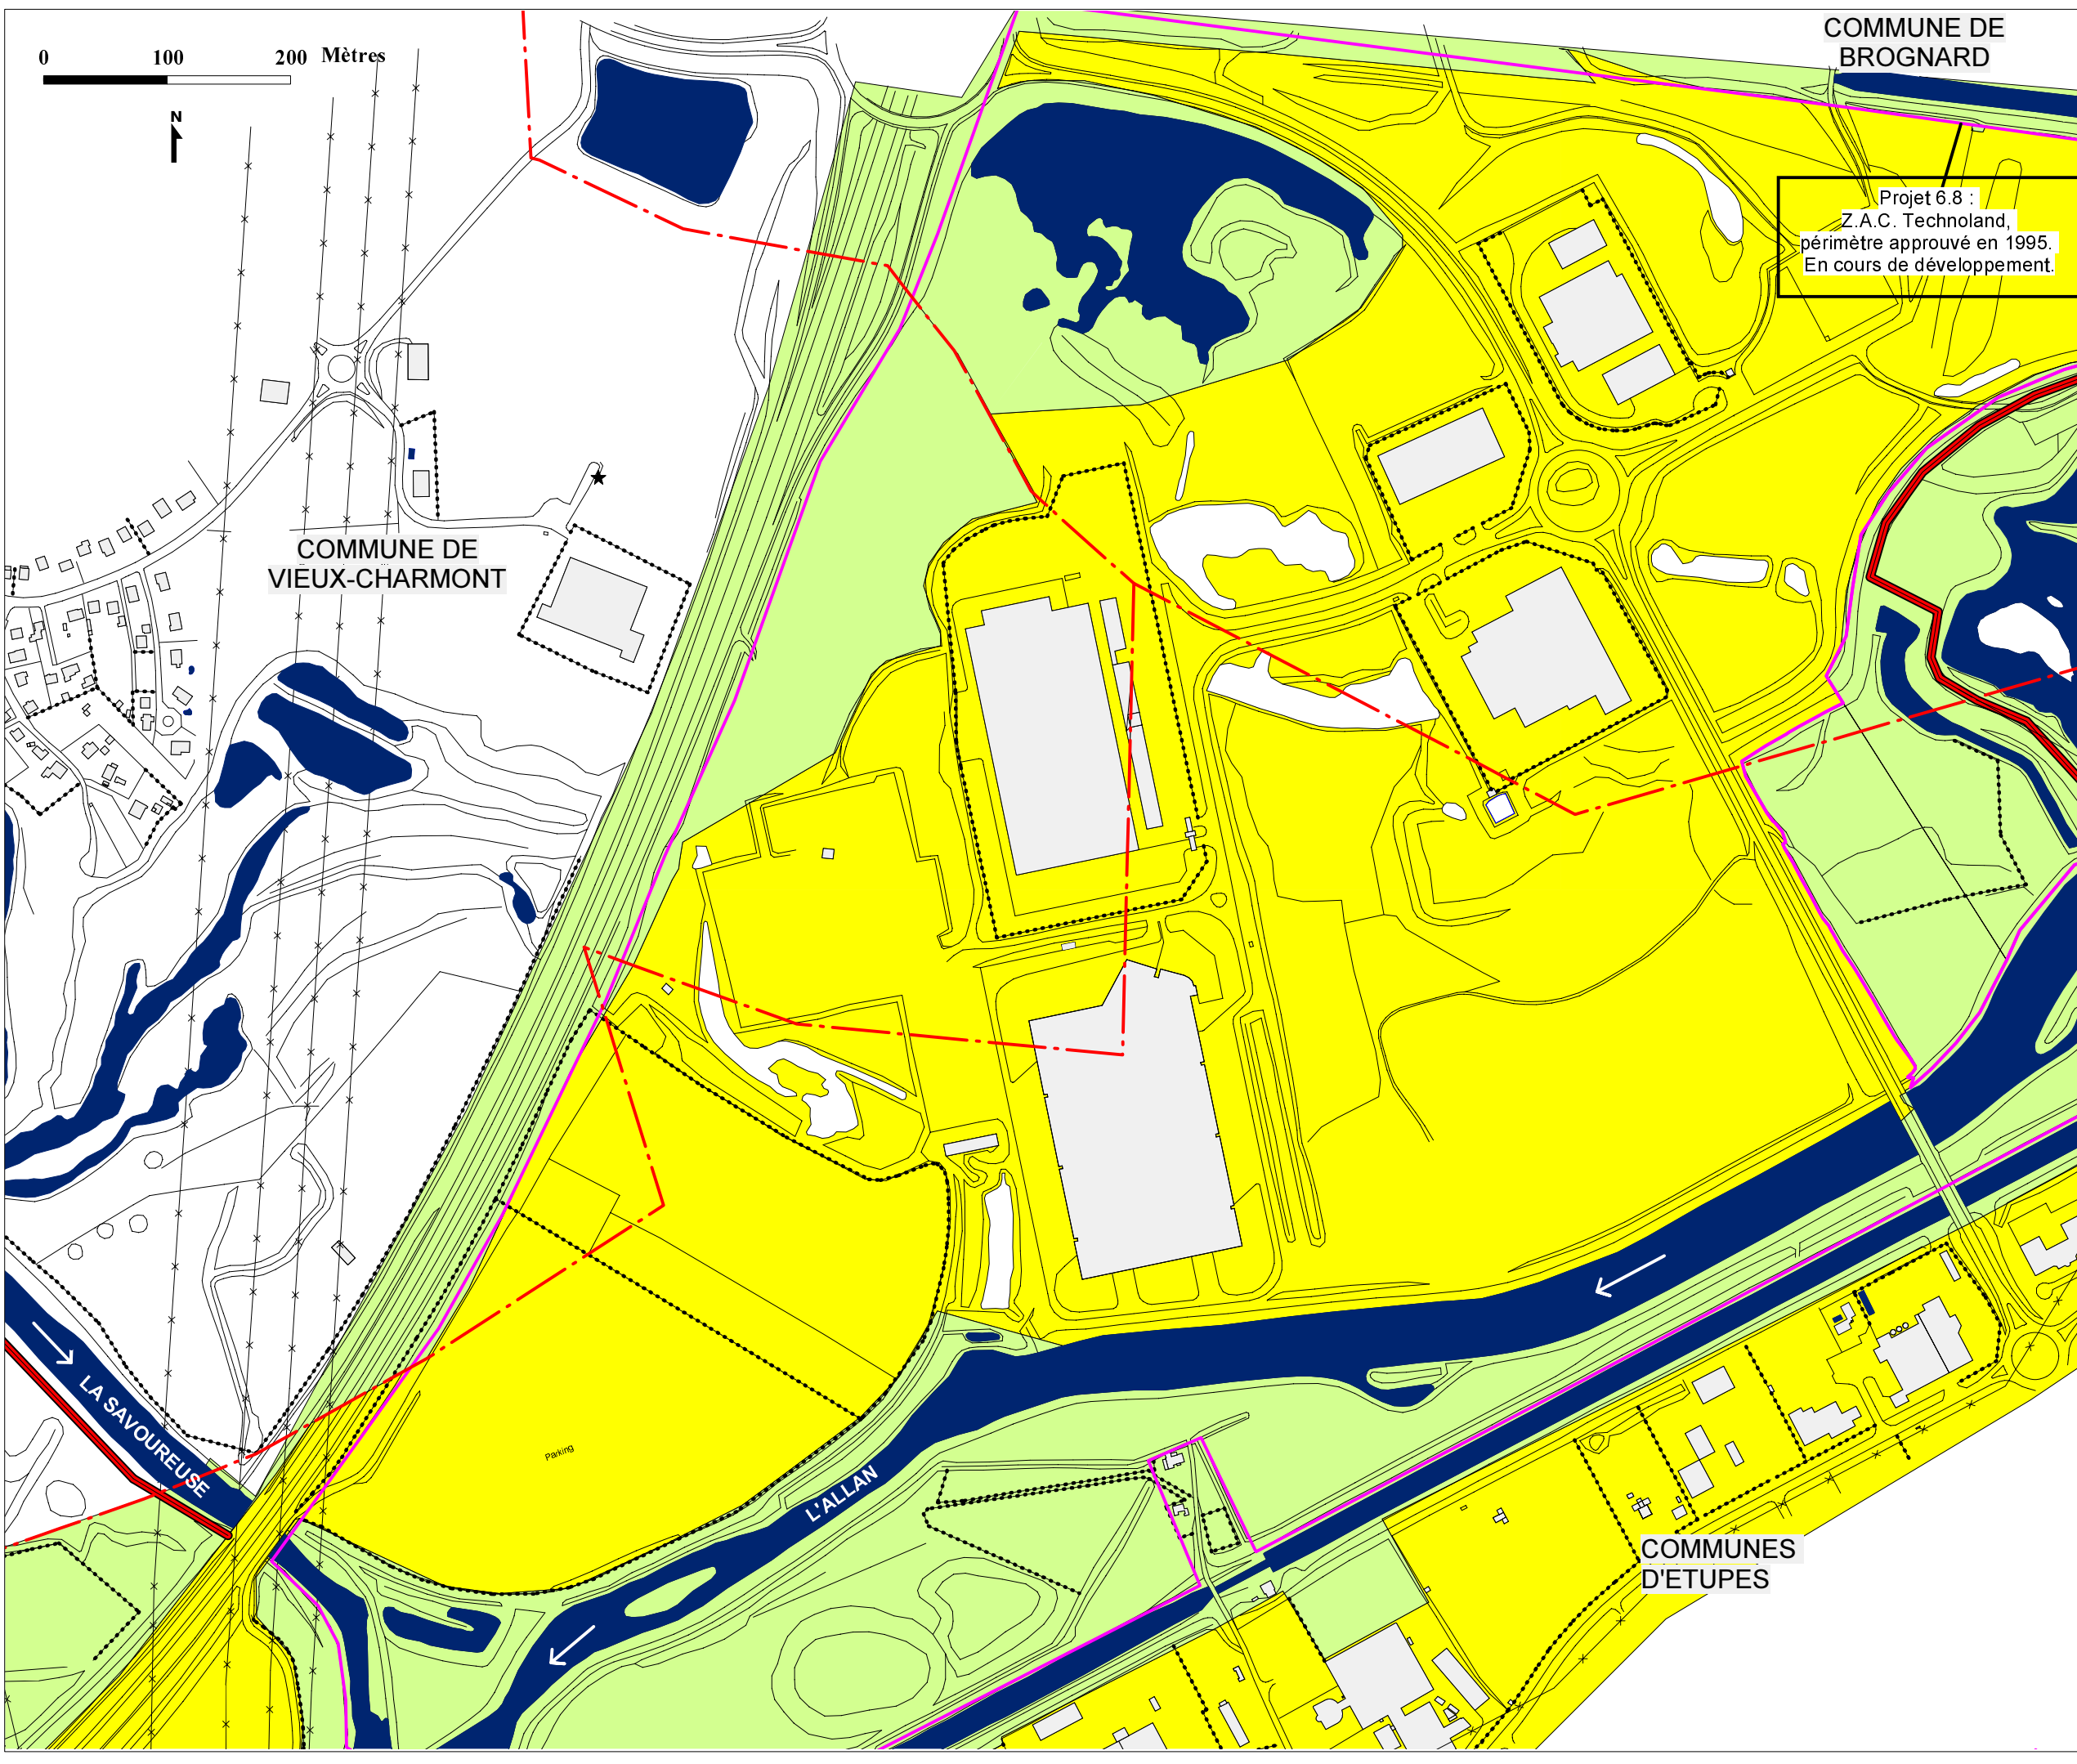 0 100 200 Mètres
N
COMMUNE DE
BROGNARD
Projet 6.8 :
Z.A.C. Technoland,
périmètre approuvé en 1995.
En cours de développement.
COMMUNE DE
VIEUX-CHARMONT
LA SAVOUREUSE
Parking
L'ALLAN
COMMUNES
D'ETUPES